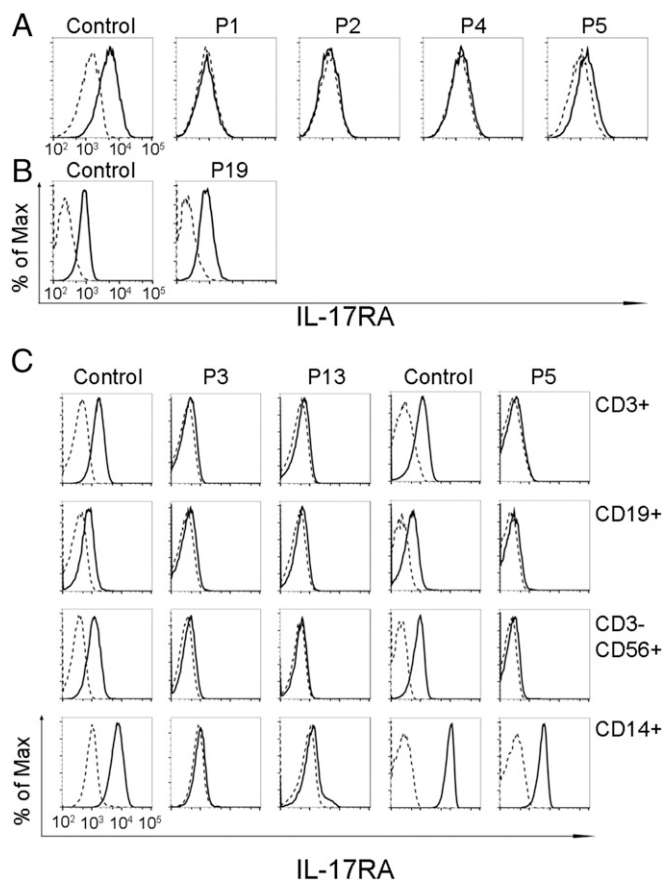 A
Control P1 P2 P4 P5
10² 10³ 10⁴ 10⁵
B
Control P19
% of Max
10² 10³ 10⁴ 10⁵
IL-17RA
C
Control P3 P13 Control P5
CD3+
CD19+
CD3-
CD56+
CD14+
% of Max
10² 10³ 10⁴ 10⁵
IL-17RA